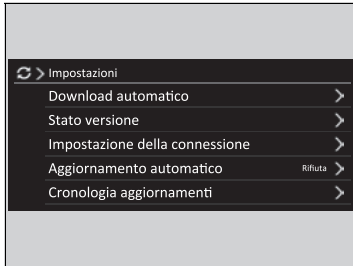 Impostazioni
Download automatico
Stato versione
Impostazione della connessione
Aggiornamento automatico Rifiuta
Cronologia aggiornamenti